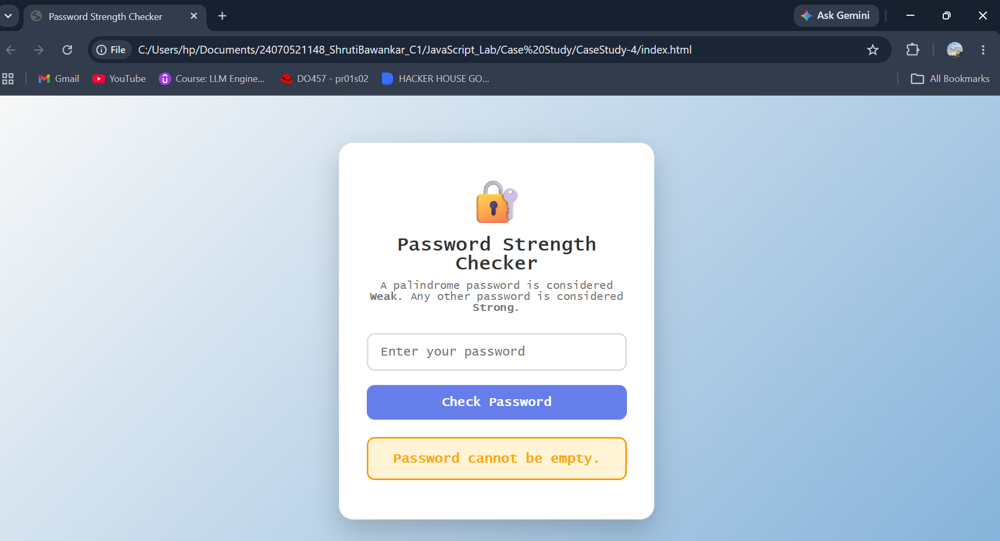 Password Strength Checker
Ask Gemini
File
C:/Users/hp/Documents/24070521148_ShrutiBawankar_C1/JavaScript_Lab/Case%20Study/CaseStudy-4/index.html
Gmail
YouTube
Course: LLM Engine...
DO457 - pr01s02
HACKER HOUSE GO...
All Bookmarks
Password Strength
Checker
A palindrome password is considered
Weak. Any other password is considered
Strong.
Enter your password
Check Password
Password cannot be empty.